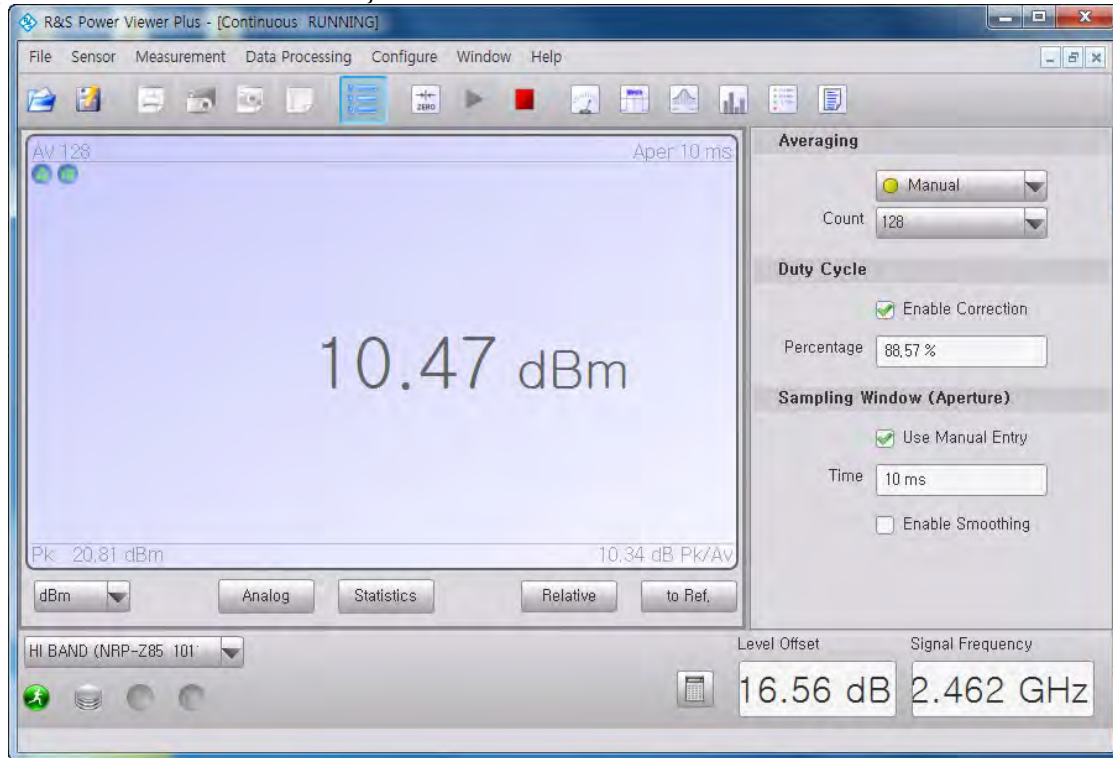 R&S Power Viewer Plus - [Continuous RUNNING]
File Sensor Measurement Data Processing Configure Window Help
ZERO
Av 128 Aper 10 ms
10.47 dBm
Pk 20,81 dBm 10,34 dB Pk/Av
dBm Analog Statistics Relative to Ref,
Averaging
Manual
Count 128
Duty Cycle
Enable Correction
Percentage 88,57 %
Sampling Window (Aperture)
Use Manual Entry
Time 10 ms
Enable Smoothing
HI BAND (NRP-Z85 101
Level Offset Signal Frequency
16.56 dB 2.462 GHz